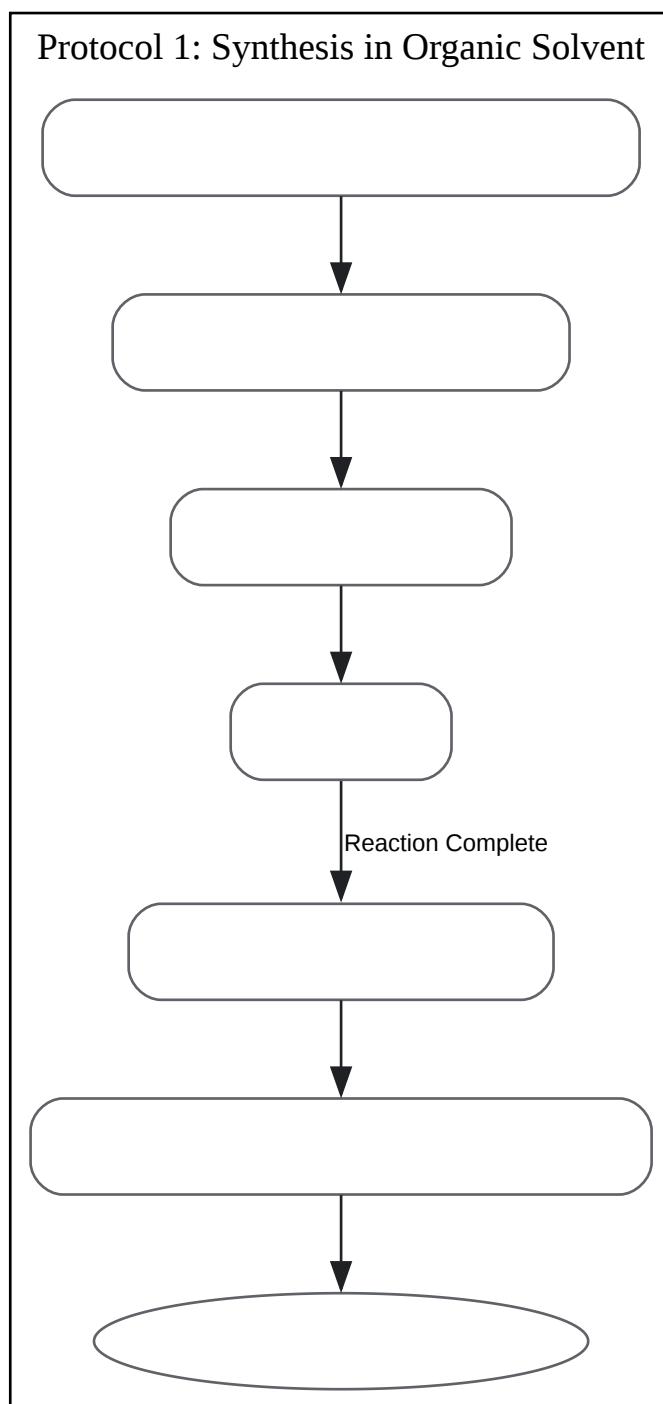 Protocol 1: Synthesis in Organic Solvent
Reaction Complete